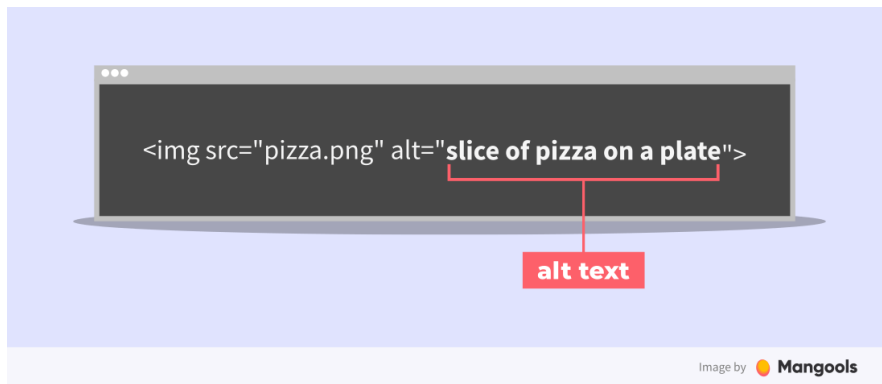 <img src="pizza.png" alt="slice of pizza on a plate">
alt text
Image by Mangools